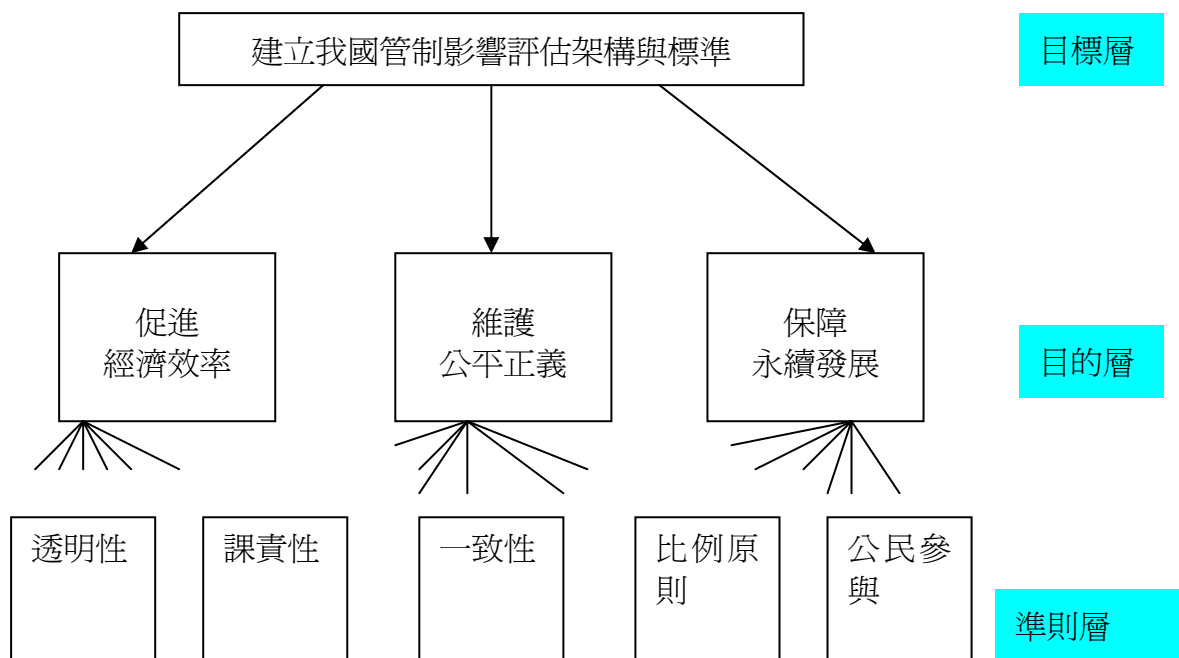 建立我國管制影響評估架構與標準
目標層
促進
經濟效率
維護
公平正義
保障
永續發展
目的層
透明性
課責性
一致性
比例原
則
公民參
與
準則層